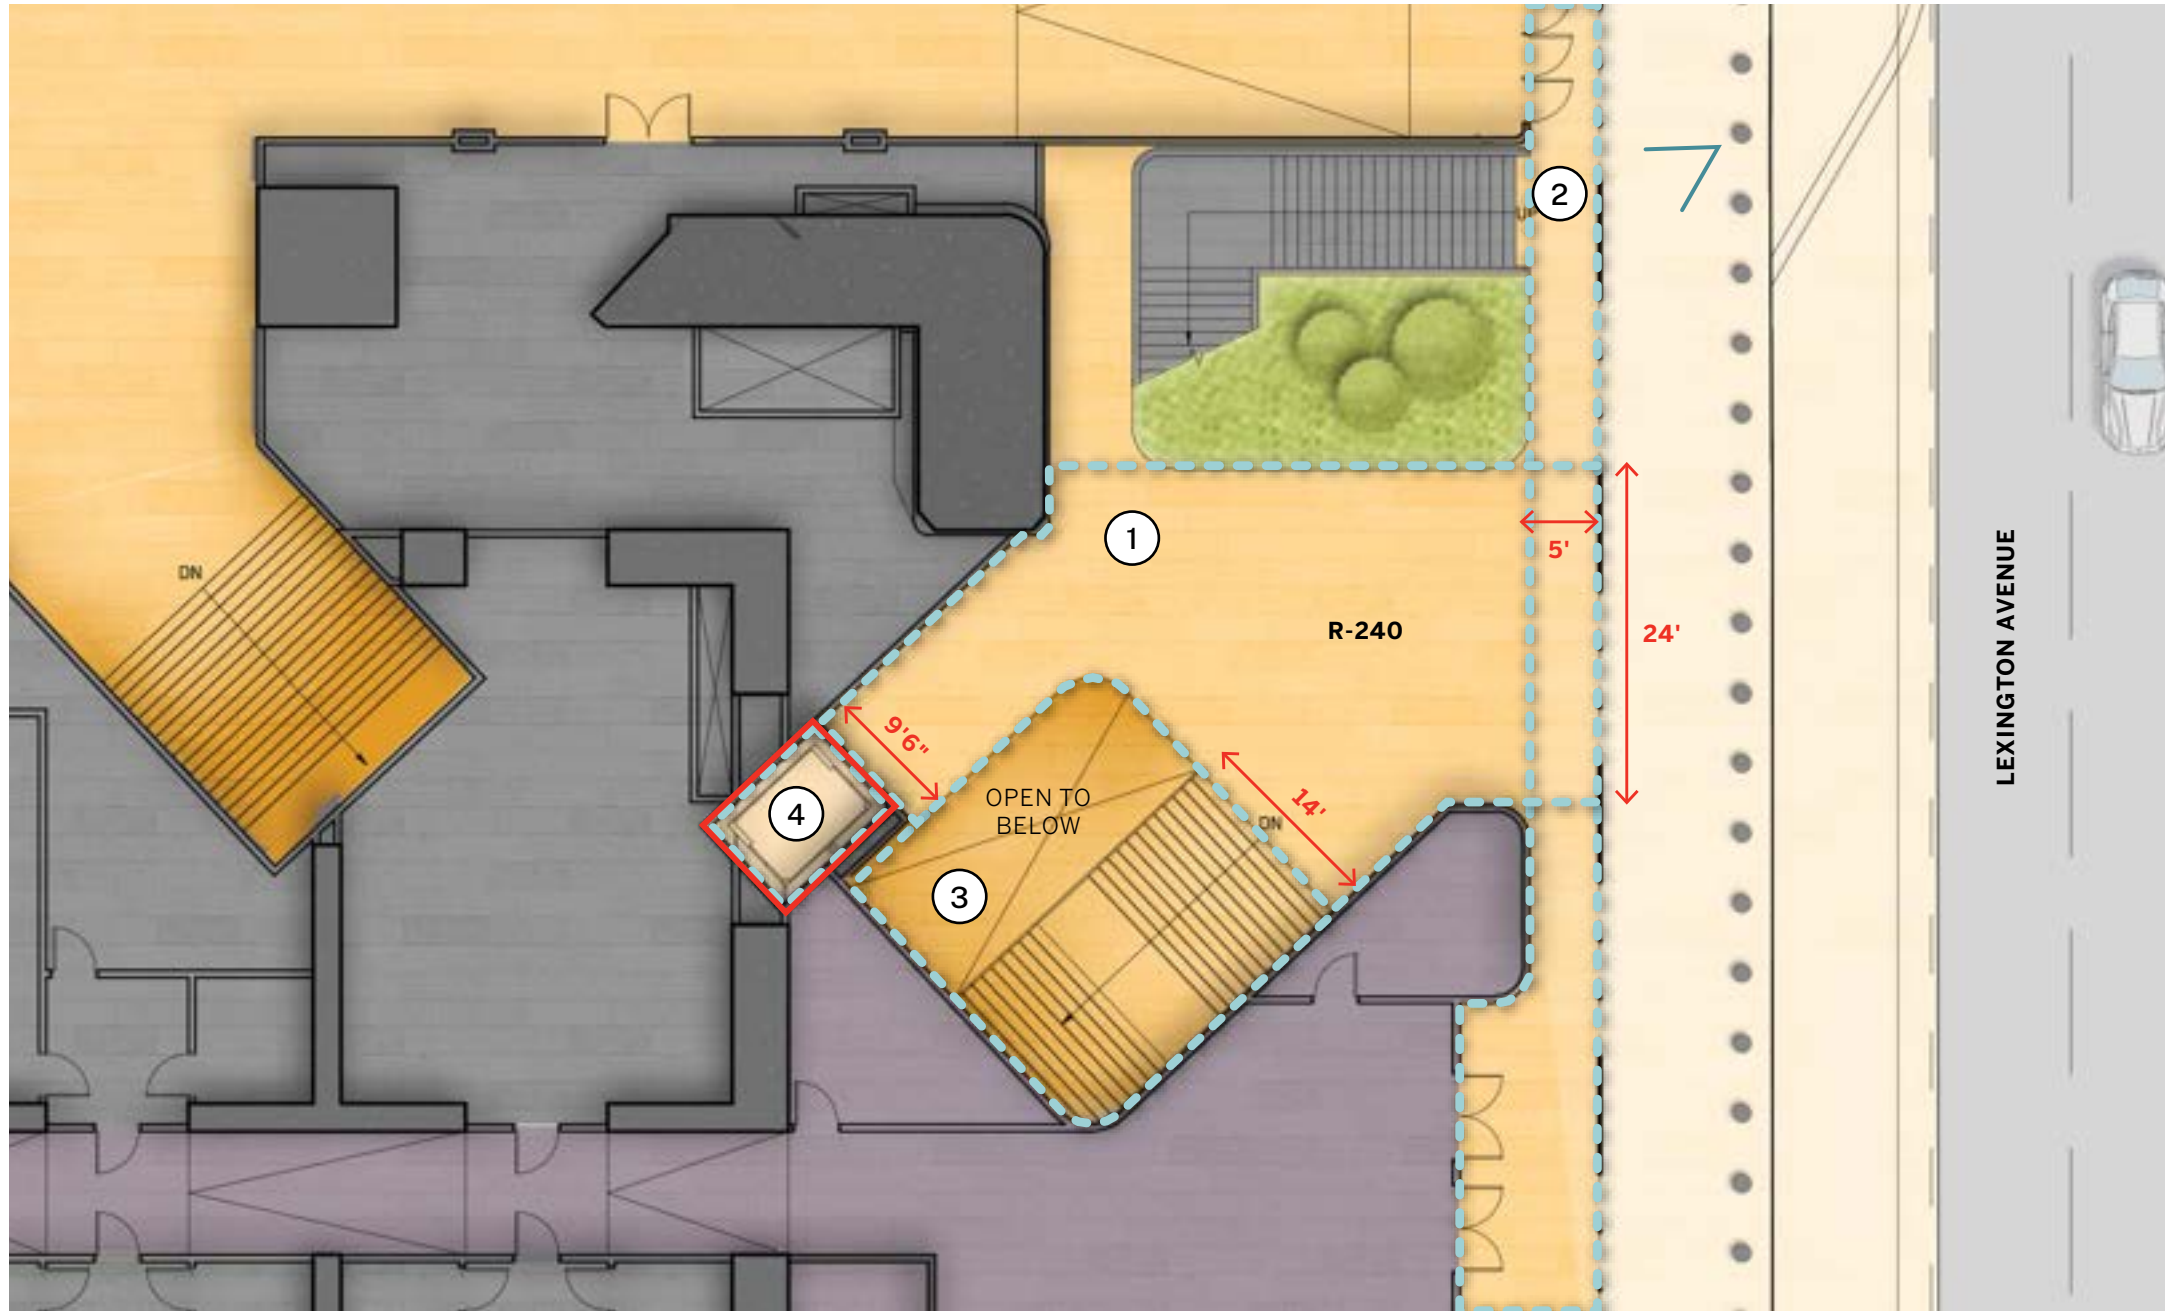 2
UP
1
5'
R-240
24'
LEXINGTON AVENUE
DN
9'6"
OPEN TO
BELOW
14'
DN
4
3